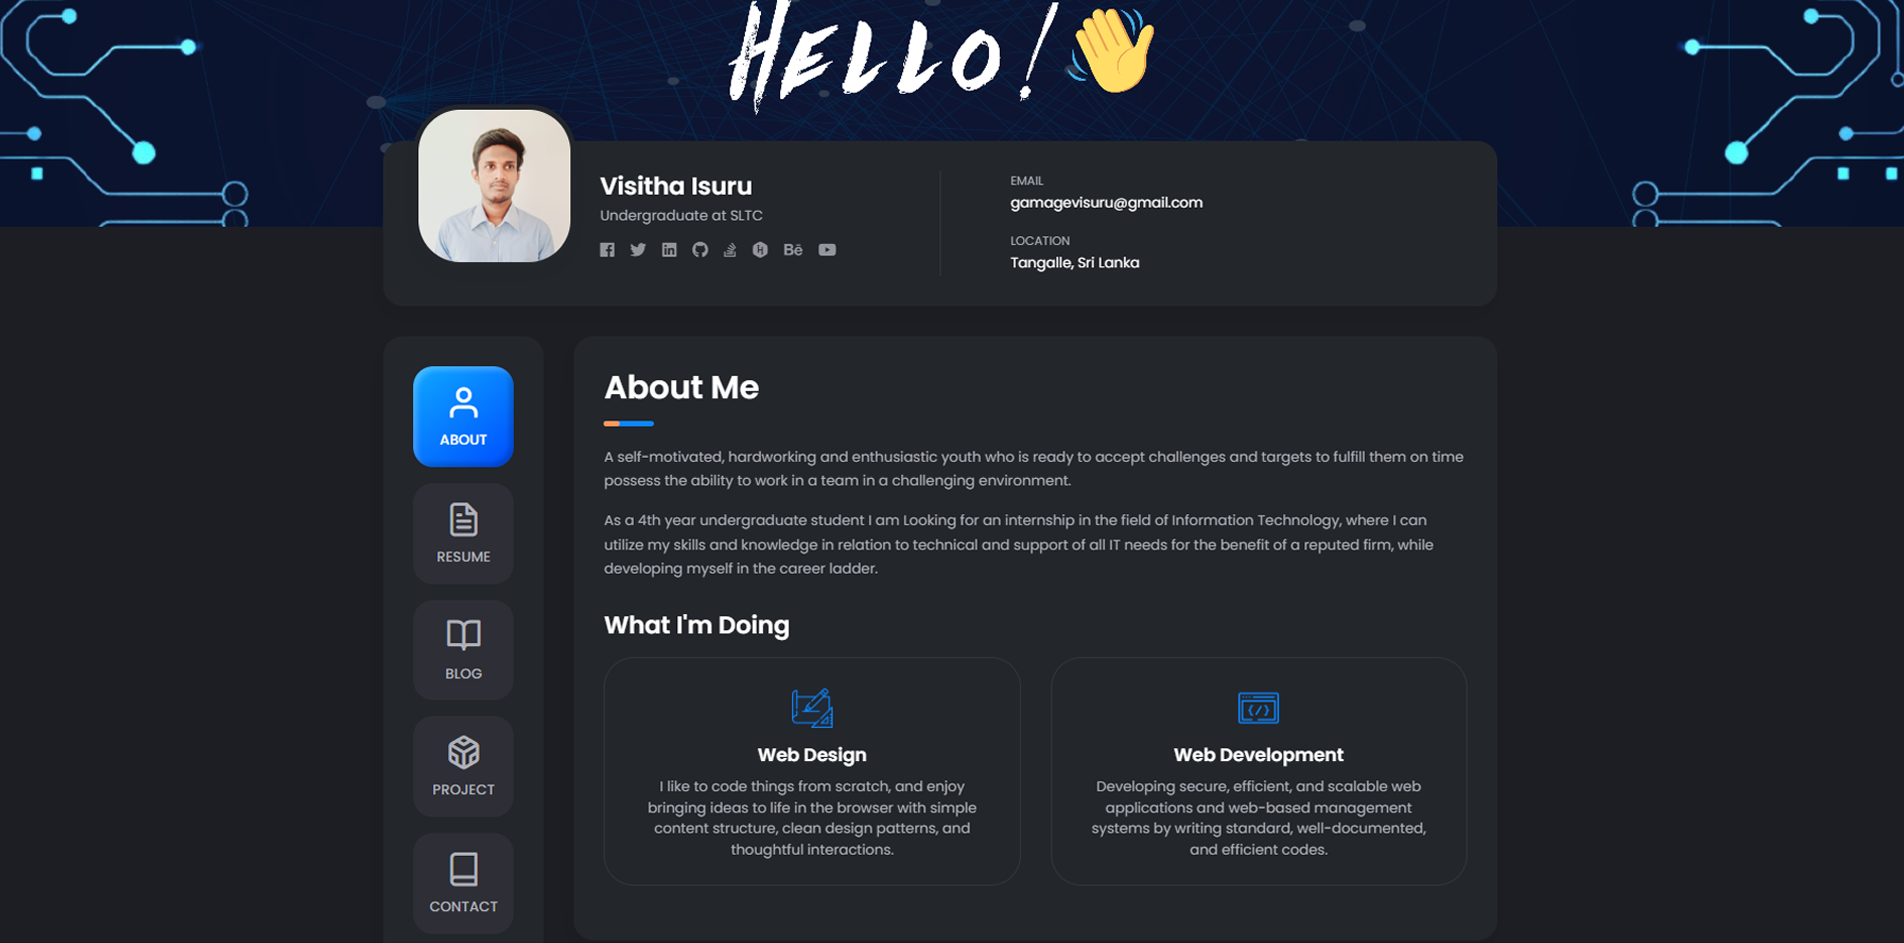 HELLO!
Visitha Isuru
Undergraduate at SLTC
Bē
EMAIL
gamagevisuru@gmail.com
LOCATION
Tangalle, Sri Lanka
ABOUT
RESUME
BLOG
PROJECT
CONTACT
About Me
A self-motivated, hardworking and enthusiastic youth who is ready to accept challenges and targets to fulfill them on time
possess the ability to work in a team in a challenging environment.
As a 4th year undergraduate student I am Looking for an internship in the field of Information Technology, where I can
utilize my skills and knowledge in relation to technical and support of all IT needs for the benefit of a reputed firm, while
developing myself in the career ladder.
What I'm Doing
Web Design
I like to code things from scratch, and enjoy
bringing ideas to life in the browser with simple
content structure, clean design patterns, and
thoughtful interactions.
Web Development
Developing secure, efficient, and scalable web
applications and web-based management
systems by writing standard, well-documented,
and efficient codes.